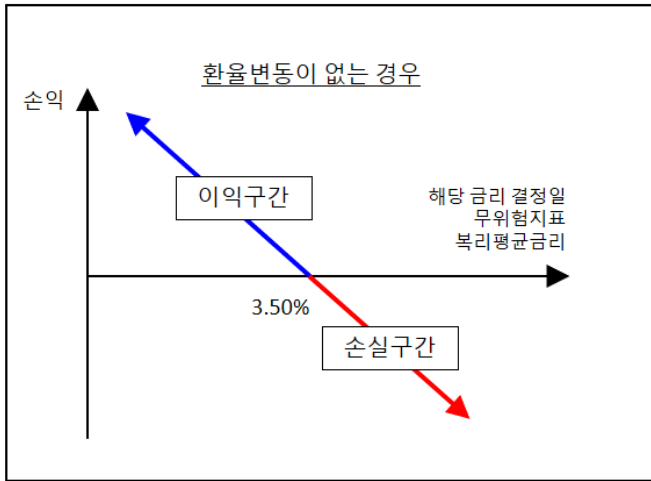 환율변동이 없는 경우
손익
이익구간
해당 금리 결정일
무위험지표
복리평균금리
3.50%
손실구간